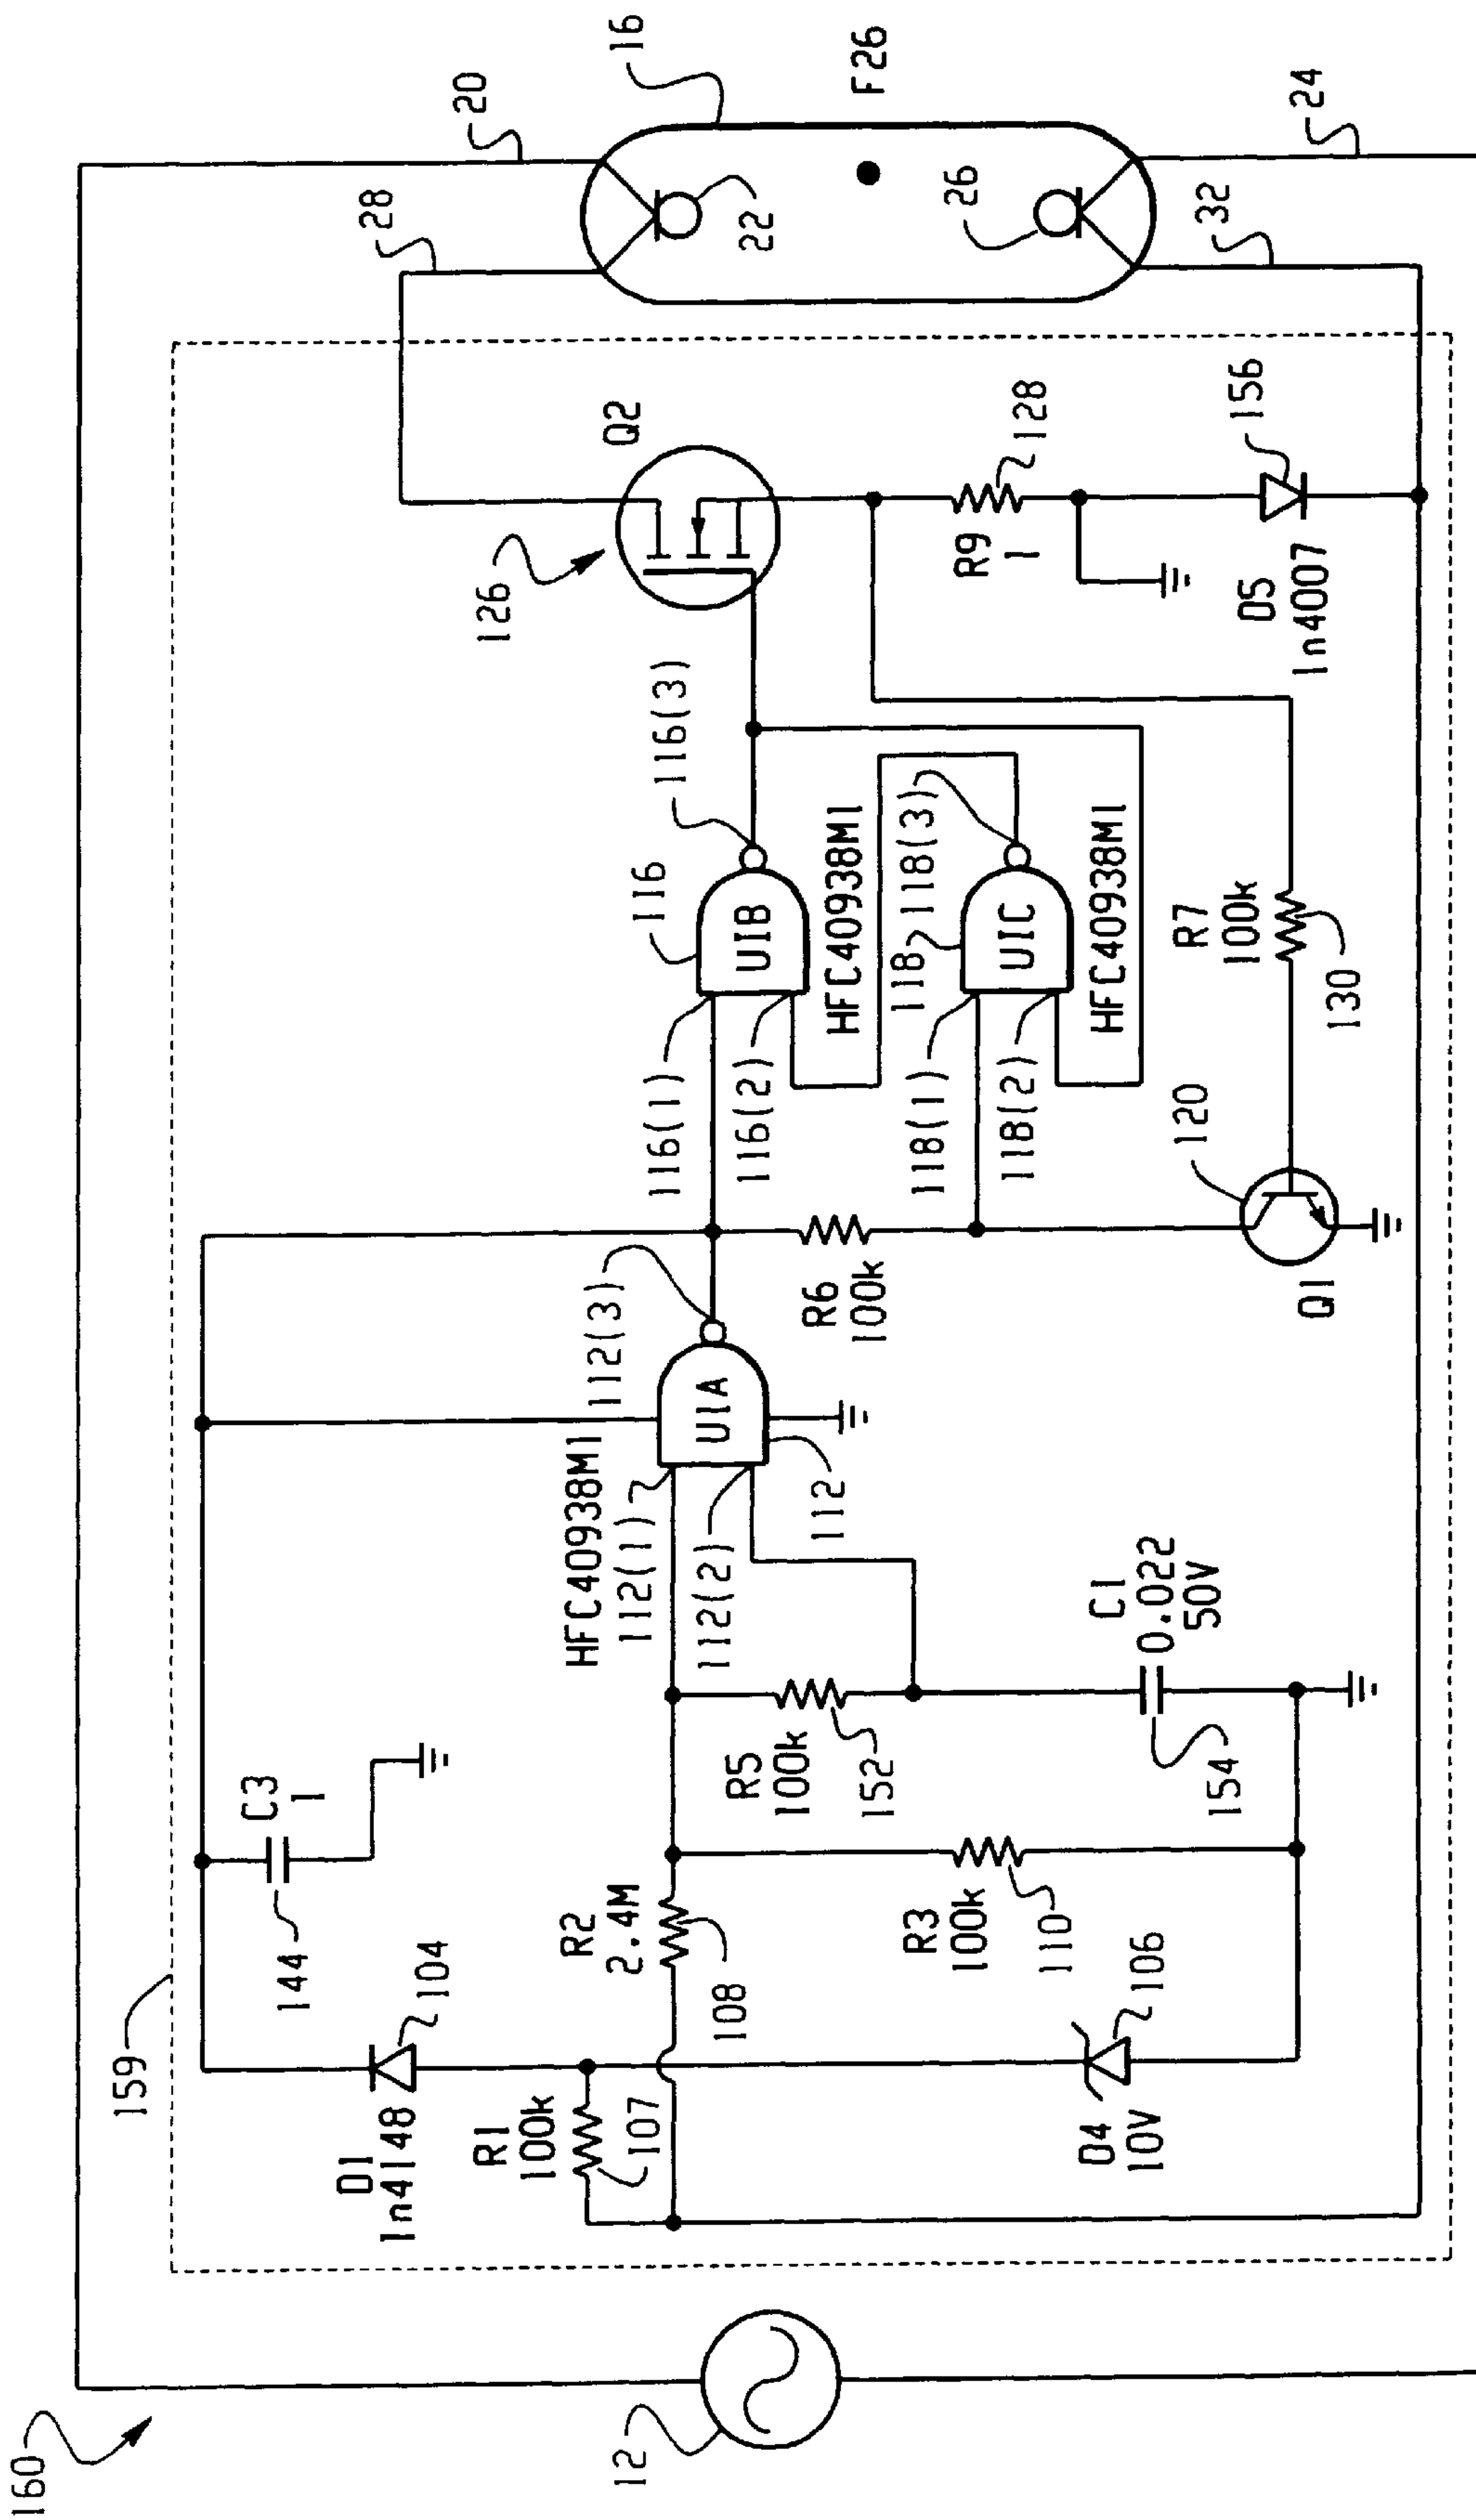 160
12
159
D1
1n4148
104
144
C3
1
R1
100k
107
R2
2.4M
108
D4
10V
106
R3
100k
110
R5
100k
152
C1
0.022
50V
154
HFC40938M1
112(1)
112(2)
U1A
112
112(3)
R6
100k
Q1
120
116(1)
116(2)
U1B
116
116(3)
HFC40938M1
118(1)
118(2)
U1C
118
118(3)
HFC40938M1
R7
100k
130
126
Q2
R9
1
128
D5
1n4007
156
28
20
16
22
F26
26
32
24